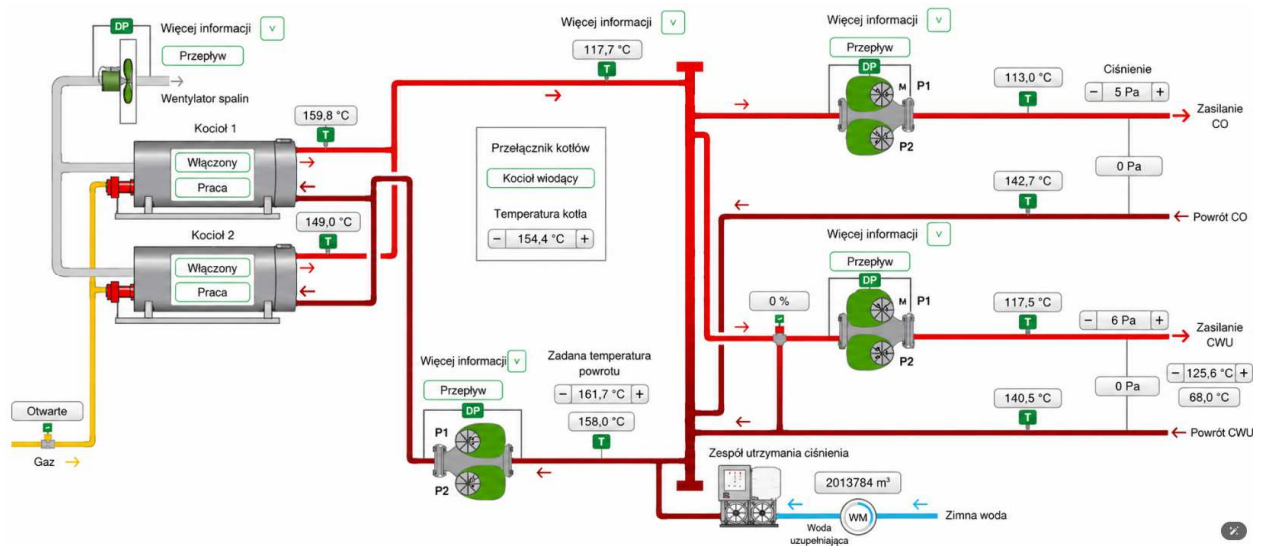 DP
Więcej informacji
v
Przepływ
Wentylator spalin
Kocioł 1
159,8 °C
T
Włączony
Praca
Kocioł 2
149,0 °C
T
Włączony
Praca
Otwarte
Gaz
Więcej informacji
v
117,7 °C
T
Przełącznik kotłów
Kocioł wiodący
Temperatura kotła
− 154,4 °C +
Więcej informacji v
Przepływ
DP
P1
P2
Zadana temperatura
powrotu
− 161,7 °C +
158,0 °C
T
Więcej informacji
v
Przepływ
DP
M
P1
P2
113,0 °C
T
Ciśnienie
− 5 Pa +
Zasilanie
CO
0 Pa
142,7 °C
T
Powrót CO
Więcej informacji
v
Przepływ
DP
M
P1
P2
0 %
117,5 °C
T
− 6 Pa +
Zasilanie
CWU
− 125,6 °C +
68,0 °C
0 Pa
140,5 °C
T
Powrót CWU
Zespół utrzymania ciśnienia
2013784 m³
WM
Woda
uzupełniająca
Zimna woda